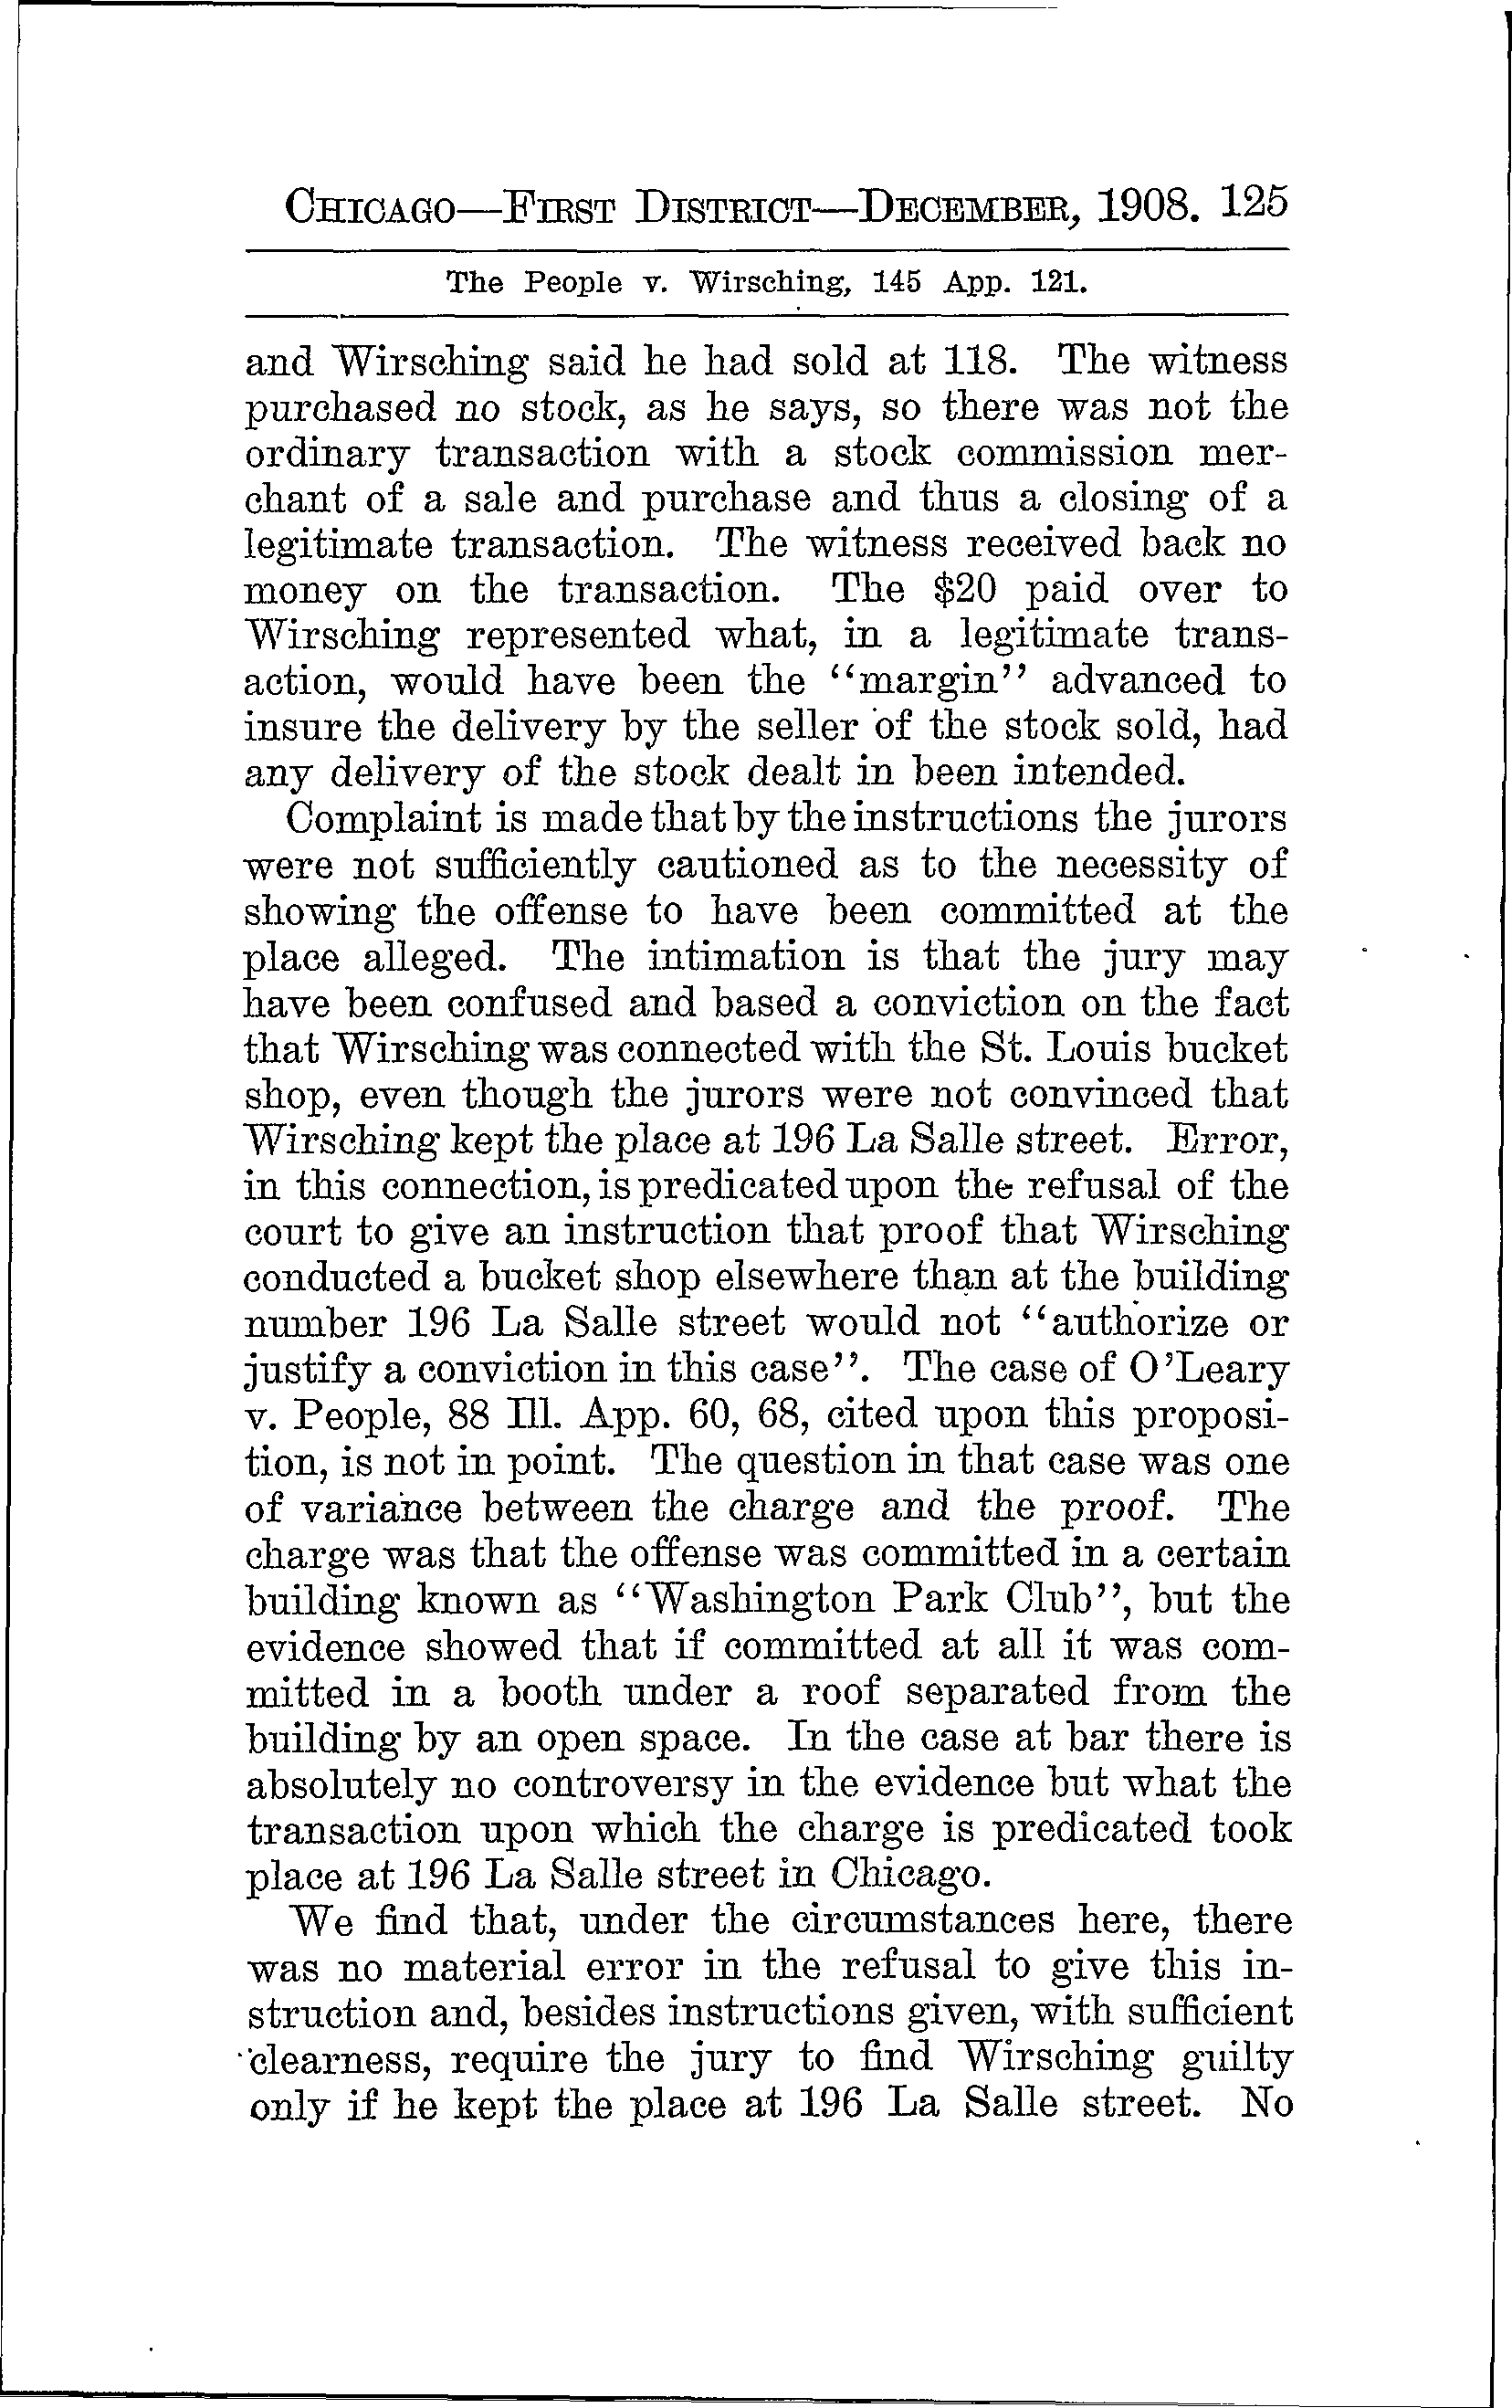 CHICAGO—FIRST DISTRICT—DECEMBER, 1908. 125
The People v. Wirsching, 145 App. 121.
and Wirsching said he had sold at 118. The witness
purchased no stock, as he says, so there was not the
ordinary transaction with a stock commission mer-
chant of a sale and purchase and thus a closing of a
legitimate transaction. The witness received back no
money on the transaction. The $20 paid over to
Wirsching represented what, in a legitimate trans-
action, would have been the ‘‘margin’’ advanced to
insure the delivery by the seller of the stock sold, had
any delivery of the stock dealt in been intended.
Complaint is made that by the instructions the jurors
were not sufficiently cautioned as to the necessity of
showing the offense to have been committed at the
place alleged. The intimation is that the jury may
have been confused and based a conviction on the fact
that Wirsching was connected with the St. Louis bucket
shop, even though the jurors were not convinced that
Wirsching kept the place at 196 La Salle street. Error,
in this connection, is predicated upon the refusal of the
court to give an instruction that proof that Wirsching
conducted a bucket shop elsewhere than at the building
number 196 La Salle street would not ‘‘authorize or
justify a conviction in this case’’. The case of O’Leary
v. People, 88 Ill. App. 60, 68, cited upon this proposi-
tion, is not in point. The question in that case was one
of variance between the charge and the proof. The
charge was that the offense was committed in a certain
building known as ‘‘Washington Park Club’’, but the
evidence showed that if committed at all it was com-
mitted in a booth under a roof separated from the
building by an open space. In the case at bar there is
absolutely no controversy in the evidence but what the
transaction upon which the charge is predicated took
place at 196 La Salle street in Chicago.
We find that, under the circumstances here, there
was no material error in the refusal to give this in-
struction and, besides instructions given, with sufficient
clearness, require the jury to find Wirsching guilty
only if he kept the place at 196 La Salle street. No